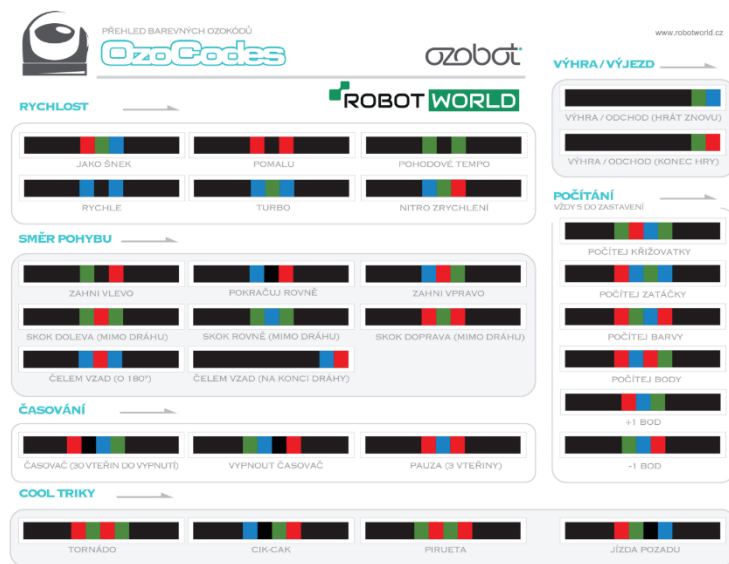 PŘEHLED BAREVNÝCH OZOKÓDŮ
OzoCodes
ozobot
www.robotworld.cz
ROBOT WORLD
RYCHLOST
JAKO ŠNEK
POMALU
POHODOVÉ TEMPO
RYCHLE
TURBO
NITRO ZRYCHLENÍ
SMĚR POHYBU
ZAHNI VLEVO
POKRAČUJ ROVNĚ
ZAHNI VPRAVO
SKOK DOLEVA (MIMO DRÁHU)
SKOK ROVNĚ (MIMO DRÁHU)
SKOK DOPRAVA (MIMO DRÁHU)
ČELEM VZAD (O 180°)
ČELEM VZAD (NA KONCI DRÁHY)
ČASOVÁNÍ
ČASOVAČ (30 VTEŘIN DO VYPNUTÍ)
VYPNOUT ČASOVAČ
PAUZA (3 VTEŘINY)
COOL TRIKY
TORNÁDO
CIK-CAK
PIRUETA
JÍZDA POZADU
VÝHRA / VÝJEZD
VÝHRA / ODCHOD (HRÁT ZNOVU)
VÝHRA / ODCHOD (KONEC HRY)
POČÍTÁNÍ
VŽDY 5 DO ZASTAVENÍ
POČÍTEJ KŘIŽOVATKY
POČÍTEJ ZATÁČKY
POČÍTEJ BARVY
POČÍTEJ BODY
+1 BOD
-1 BOD